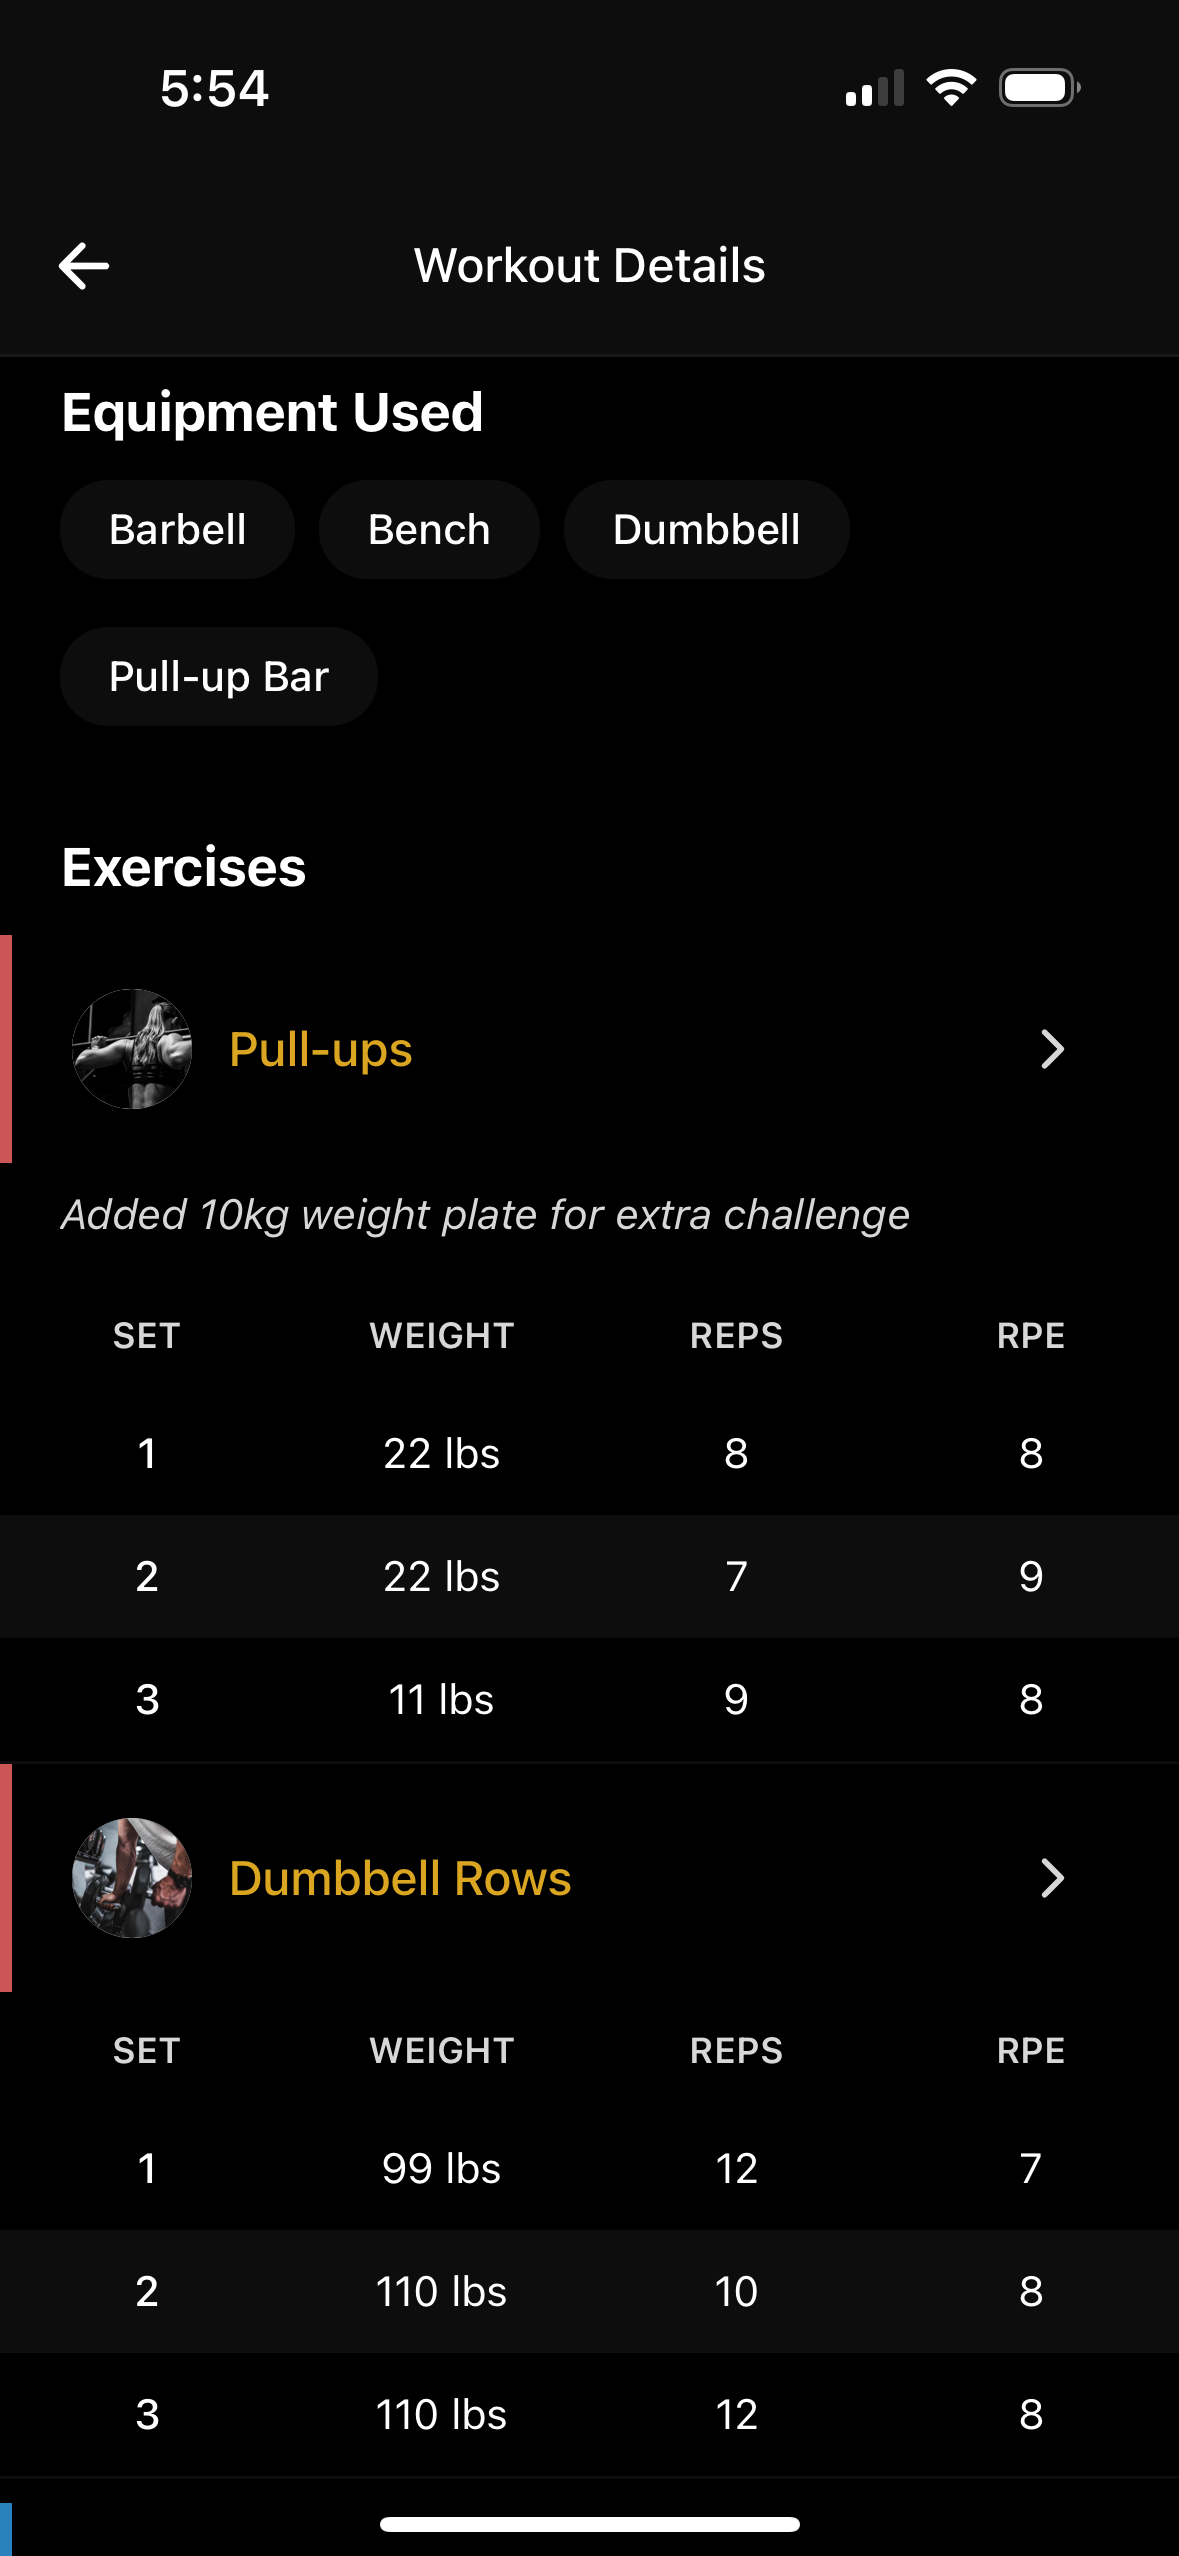 5:54
Workout Details
Equipment Used
Barbell Bench Dumbbell
Pull-up Bar
Exercises
Pull-ups
Added 10kg weight plate for extra challenge
SET WEIGHT REPS RPE
1 22 lbs 8 8
2 22 lbs 7 9
3 11 lbs 9 8
Dumbbell Rows
SET WEIGHT REPS RPE
1 99 lbs 12 7
2 110 lbs 10 8
3 110 lbs 12 8